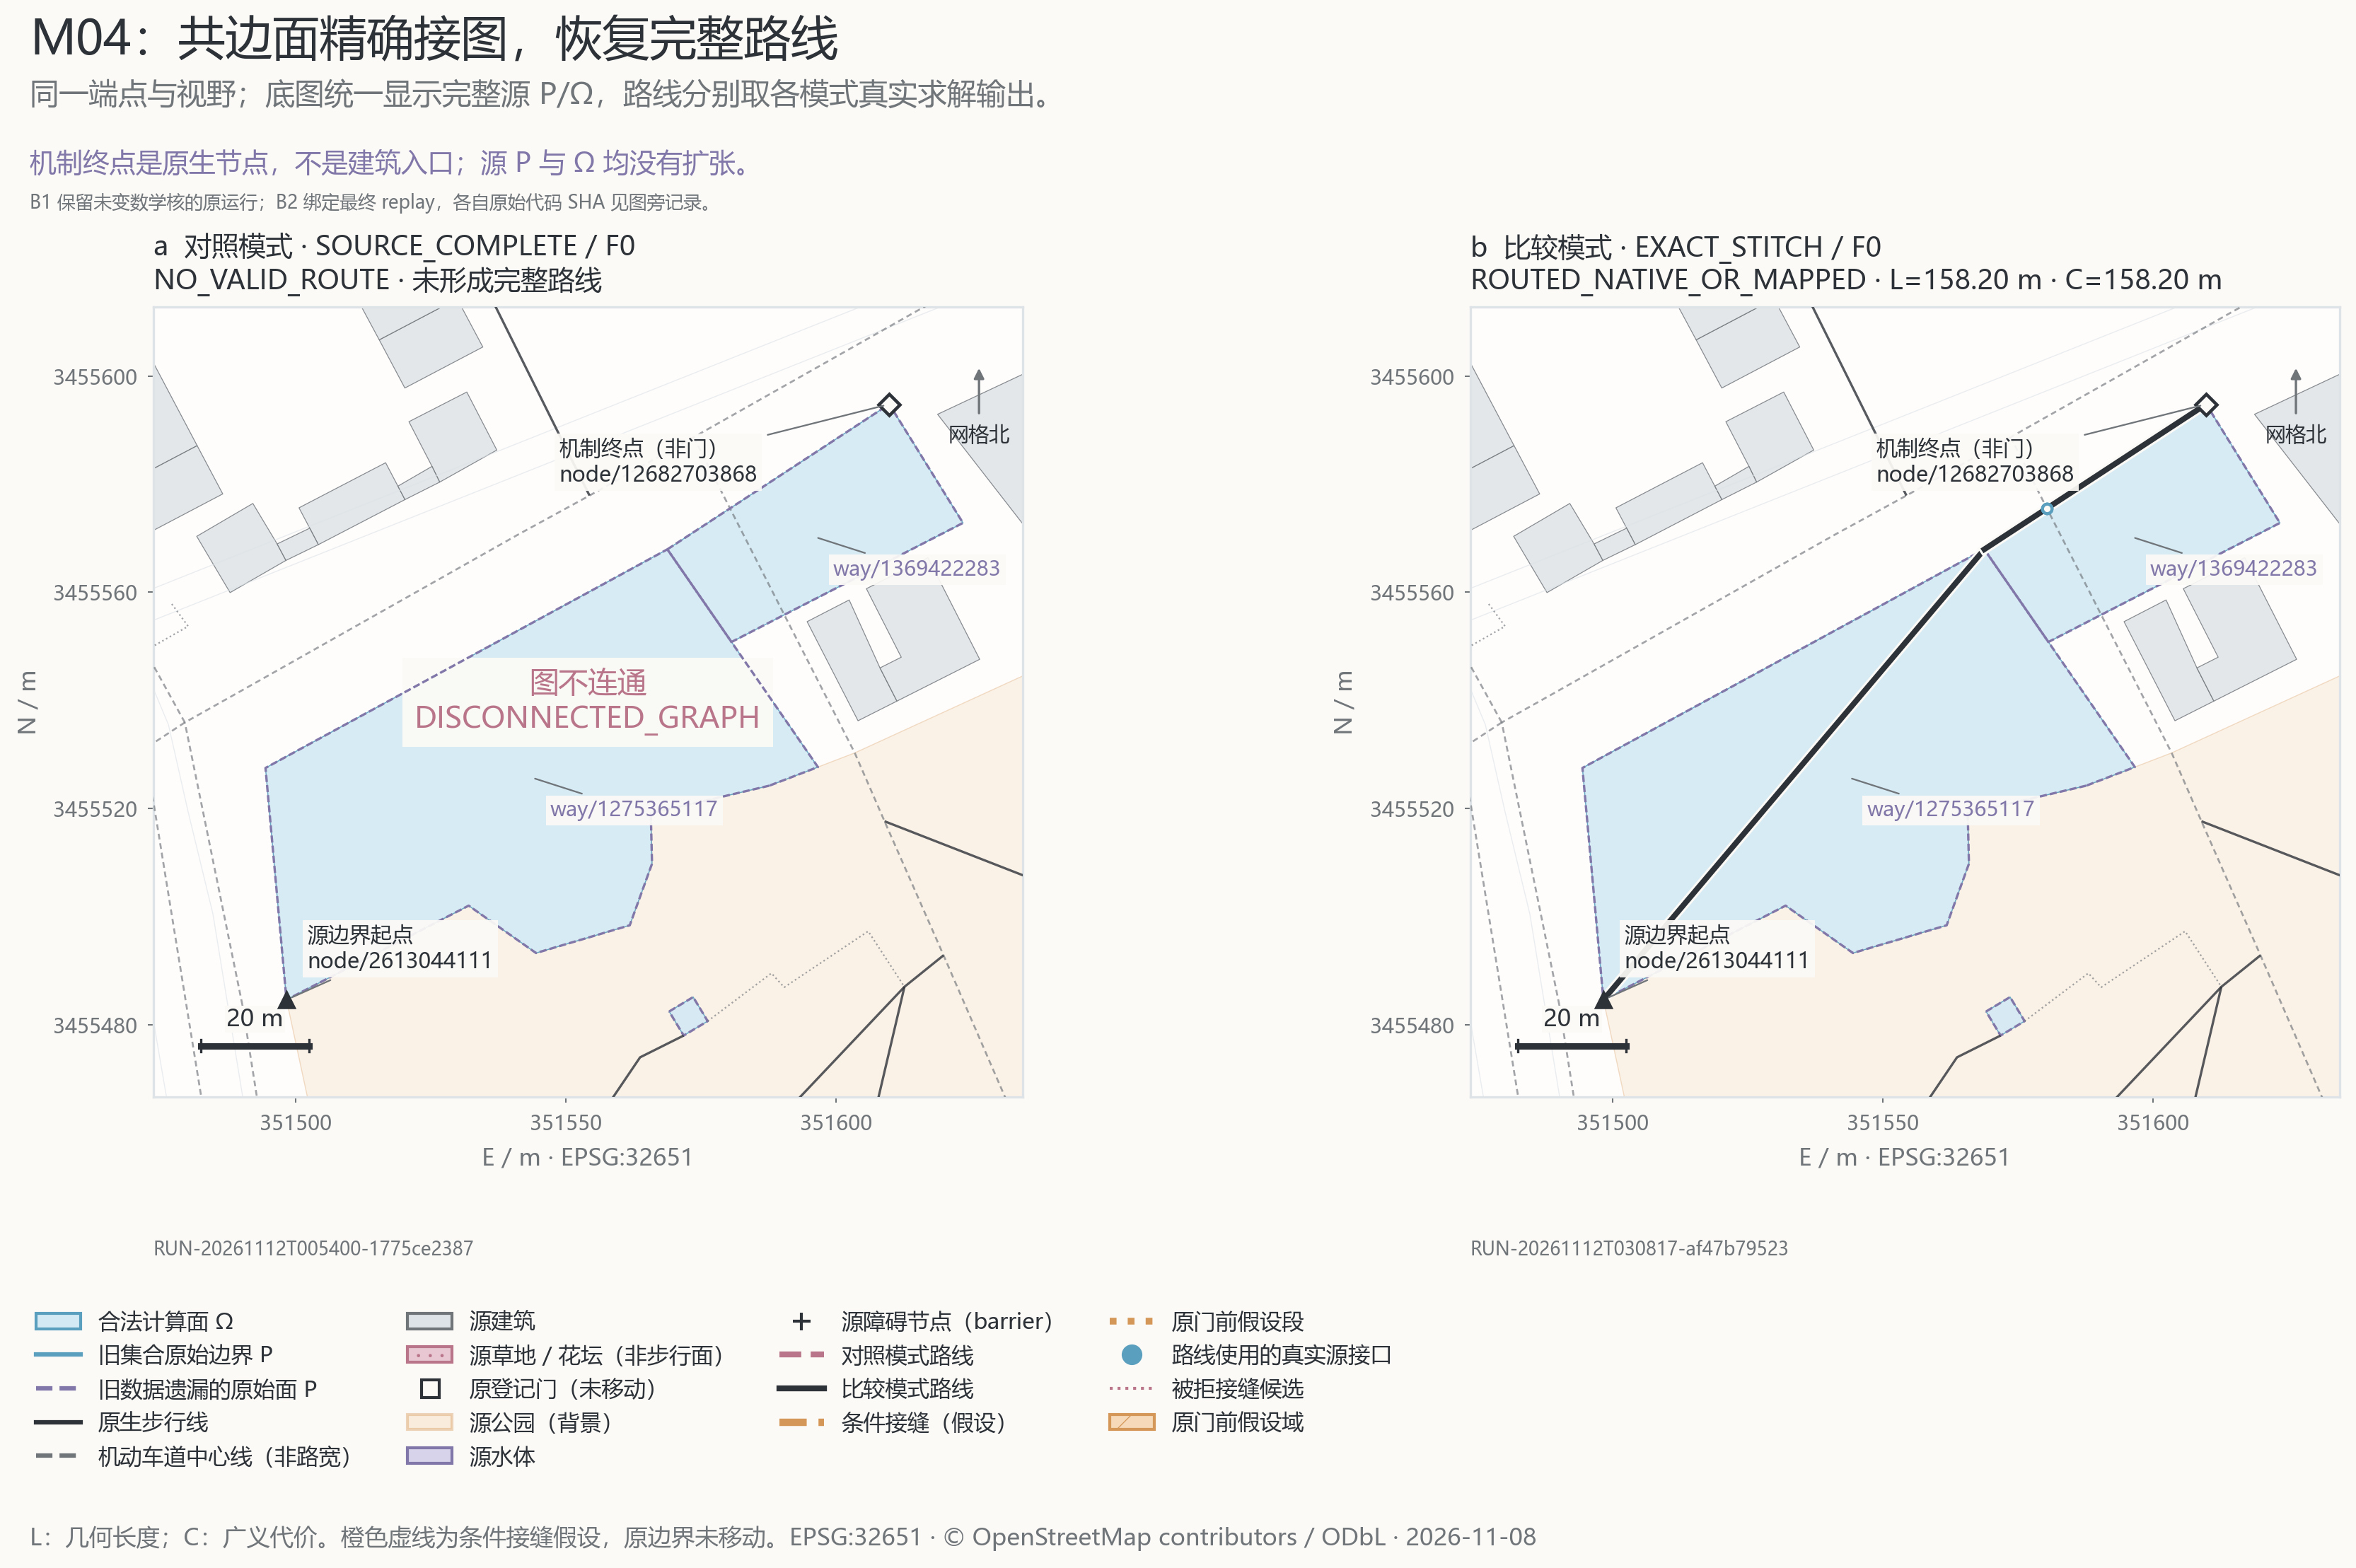 M04：共边面精确接图，恢复完整路线
同一端点与视野；底图统一显示完整源 P/Ω，路线分别取各模式真实求解输出。
机制终点是原生节点，不是建筑入口；源 P 与 Ω 均没有扩张。
B1 保留未变数学核的原运行；B2 绑定最终 replay，各自原始代码 SHA 见图旁记录。
a 对照模式 · SOURCE_COMPLETE / F0
NO_VALID_ROUTE · 未形成完整路线
3455600
3455560
3455520
3455480
N / m
网格北
机制终点（非门）
node/12682703868
way/1369422283
图不连通
DISCONNECTED_GRAPH
way/1275365117
源边界起点
node/2613044111
20 m
351500
351550
351600
E / m · EPSG:32651
RUN-20261112T005400-1775ce2387
b 比较模式 · EXACT_STITCH / F0
ROUTED_NATIVE_OR_MAPPED · L=158.20 m · C=158.20 m
3455600
3455560
3455520
3455480
N / m
网格北
机制终点（非门）
node/12682703868
way/1369422283
way/1275365117
源边界起点
node/2613044111
20 m
351500
351550
351600
E / m · EPSG:32651
RUN-20261112T030817-af47b79523
合法计算面 Ω
旧集合原始边界 P
旧数据遗漏的原始面 P
原生步行线
机动车道中心线（非路宽）
源建筑
源草地 / 花坛（非步行面）
原登记门（未移动）
源公园（背景）
源水体
源障碍节点（barrier）
对照模式路线
比较模式路线
条件接缝（假设）
原门前假设段
路线使用的真实源接口
被拒接缝候选
原门前假设域
L：几何长度；C：广义代价。橙色虚线为条件接缝假设，原边界未移动。EPSG:32651 · © OpenStreetMap contributors / ODbL · 2026-11-08